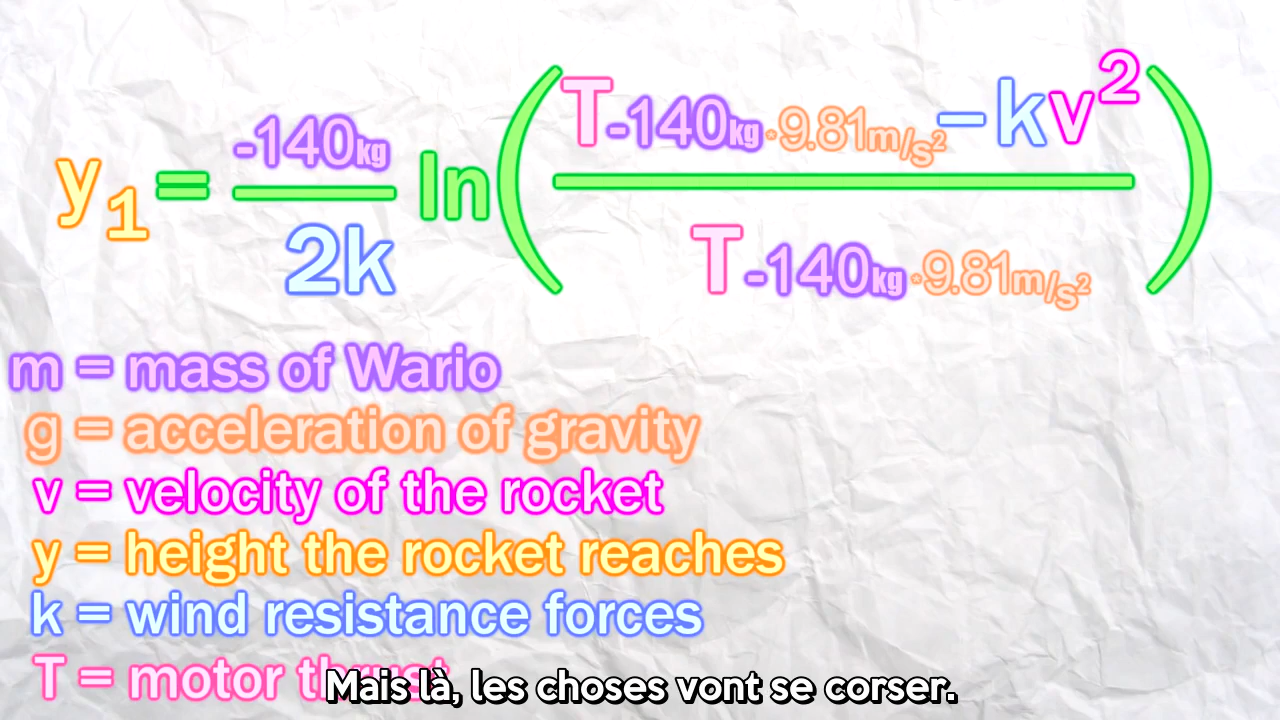 y₁ = -140kg / 2k ln( T-140kg*9.81m/s²-kv² / T-140kg*9.81m/s² )
m = mass of Wario
g = acceleration of gravity
v = velocity of the rocket
y = height the rocket reaches
k = wind resistance forces
T = motor thrust
Mais là, les choses vont se corser.